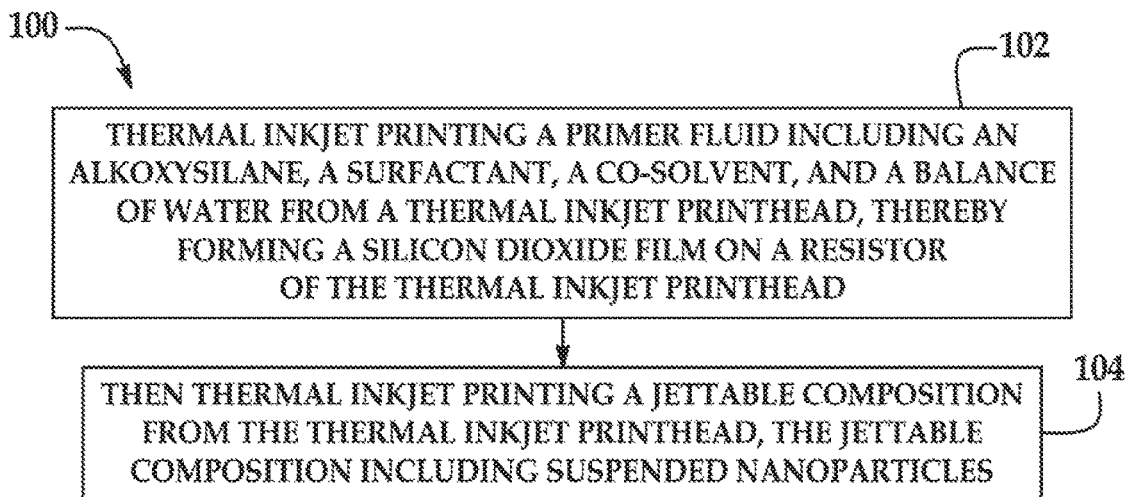 100
102
THERMAL INKJET PRINTING A PRIMER FLUID INCLUDING AN
ALKOXYSILANE, A SURFACTANT, A CO-SOLVENT, AND A BALANCE
OF WATER FROM A THERMAL INKJET PRINTHEAD, THEREBY
FORMING A SILICON DIOXIDE FILM ON A RESISTOR
OF THE THERMAL INKJET PRINTHEAD
104
THEN THERMAL INKJET PRINTING A JETTABLE COMPOSITION
FROM THE THERMAL INKJET PRINTHEAD, THE JETTABLE
COMPOSITION INCLUDING SUSPENDED NANOPARTICLES